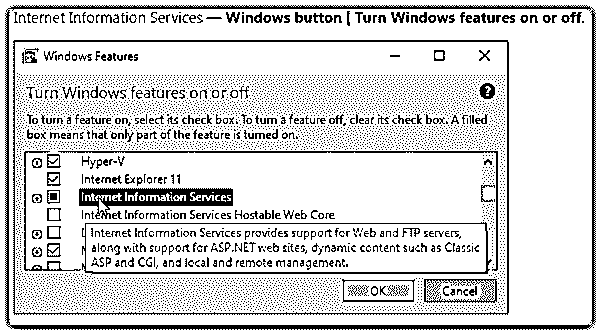 Internet Information Services — Windows button [ Turn Windows features on or off.
Windows Features
Turn Windows features on or off
To turn a feature on, select its check box. To turn a feature off, clear its check box. A filled
box means that only part of the feature is turned on.
Hyper-V
Internet Explorer 11
Internet Information Services
Internet Information Services Hostable Web Core
Internet Information Services provides support for Web and FTP servers,
along with support for ASP.NET web sites, dynamic content such as Classic
ASP and CGI, and local and remote management.
OK
Cancel